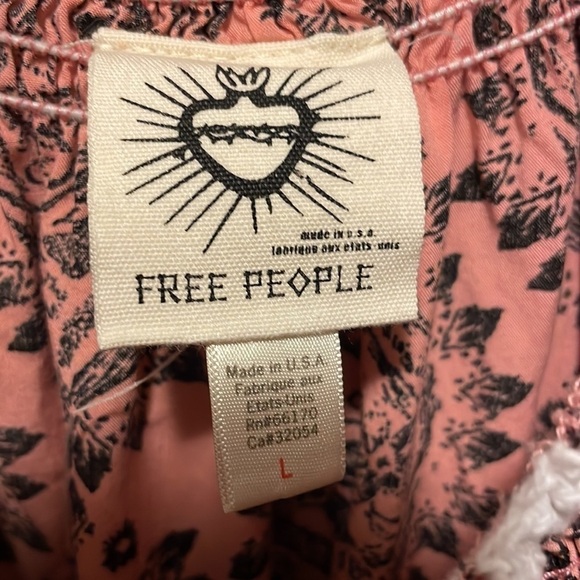 made in u.s.a.
fabrique aux etats-unis
FREE PEOPLE
Made in U.S.A
Fabrique aux
Etats-Unis
Rn#66170
Ca#32054
L